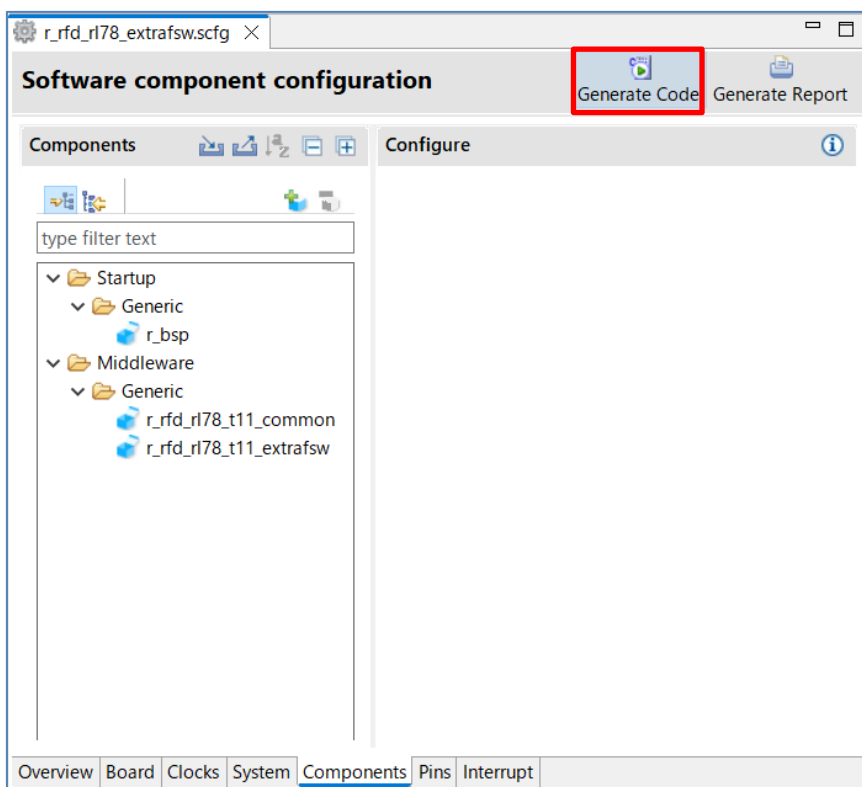 r_rfd_rl78_extrafsw.scfg
Software component configuration
Generate Code Generate Report
Components
Configure
type filter text
Startup
Generic
r_bsp
Middleware
Generic
r_rfd_rl78_t11_common
r_rfd_rl78_t11_extrafsw
Overview Board Clocks System Components Pins Interrupt